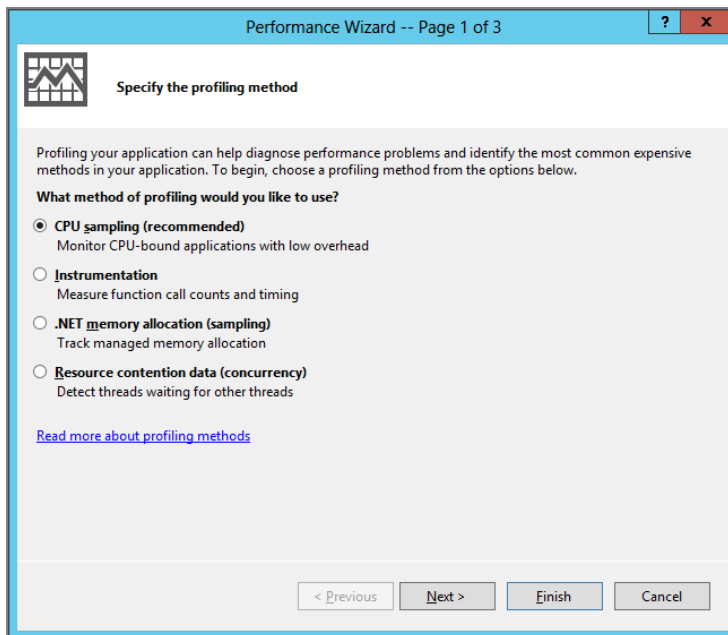 Performance Wizard -- Page 1 of 3
?
x
Specify the profiling method
Profiling your application can help diagnose performance problems and identify the most common expensive
methods in your application. To begin, choose a profiling method from the options below.
What method of profiling would you like to use?
CPU sampling (recommended)
Monitor CPU-bound applications with low overhead
Instrumentation
Measure function call counts and timing
.NET memory allocation (sampling)
Track managed memory allocation
Resource contention data (concurrency)
Detect threads waiting for other threads
Read more about profiling methods
< Previous
Next >
Finish
Cancel